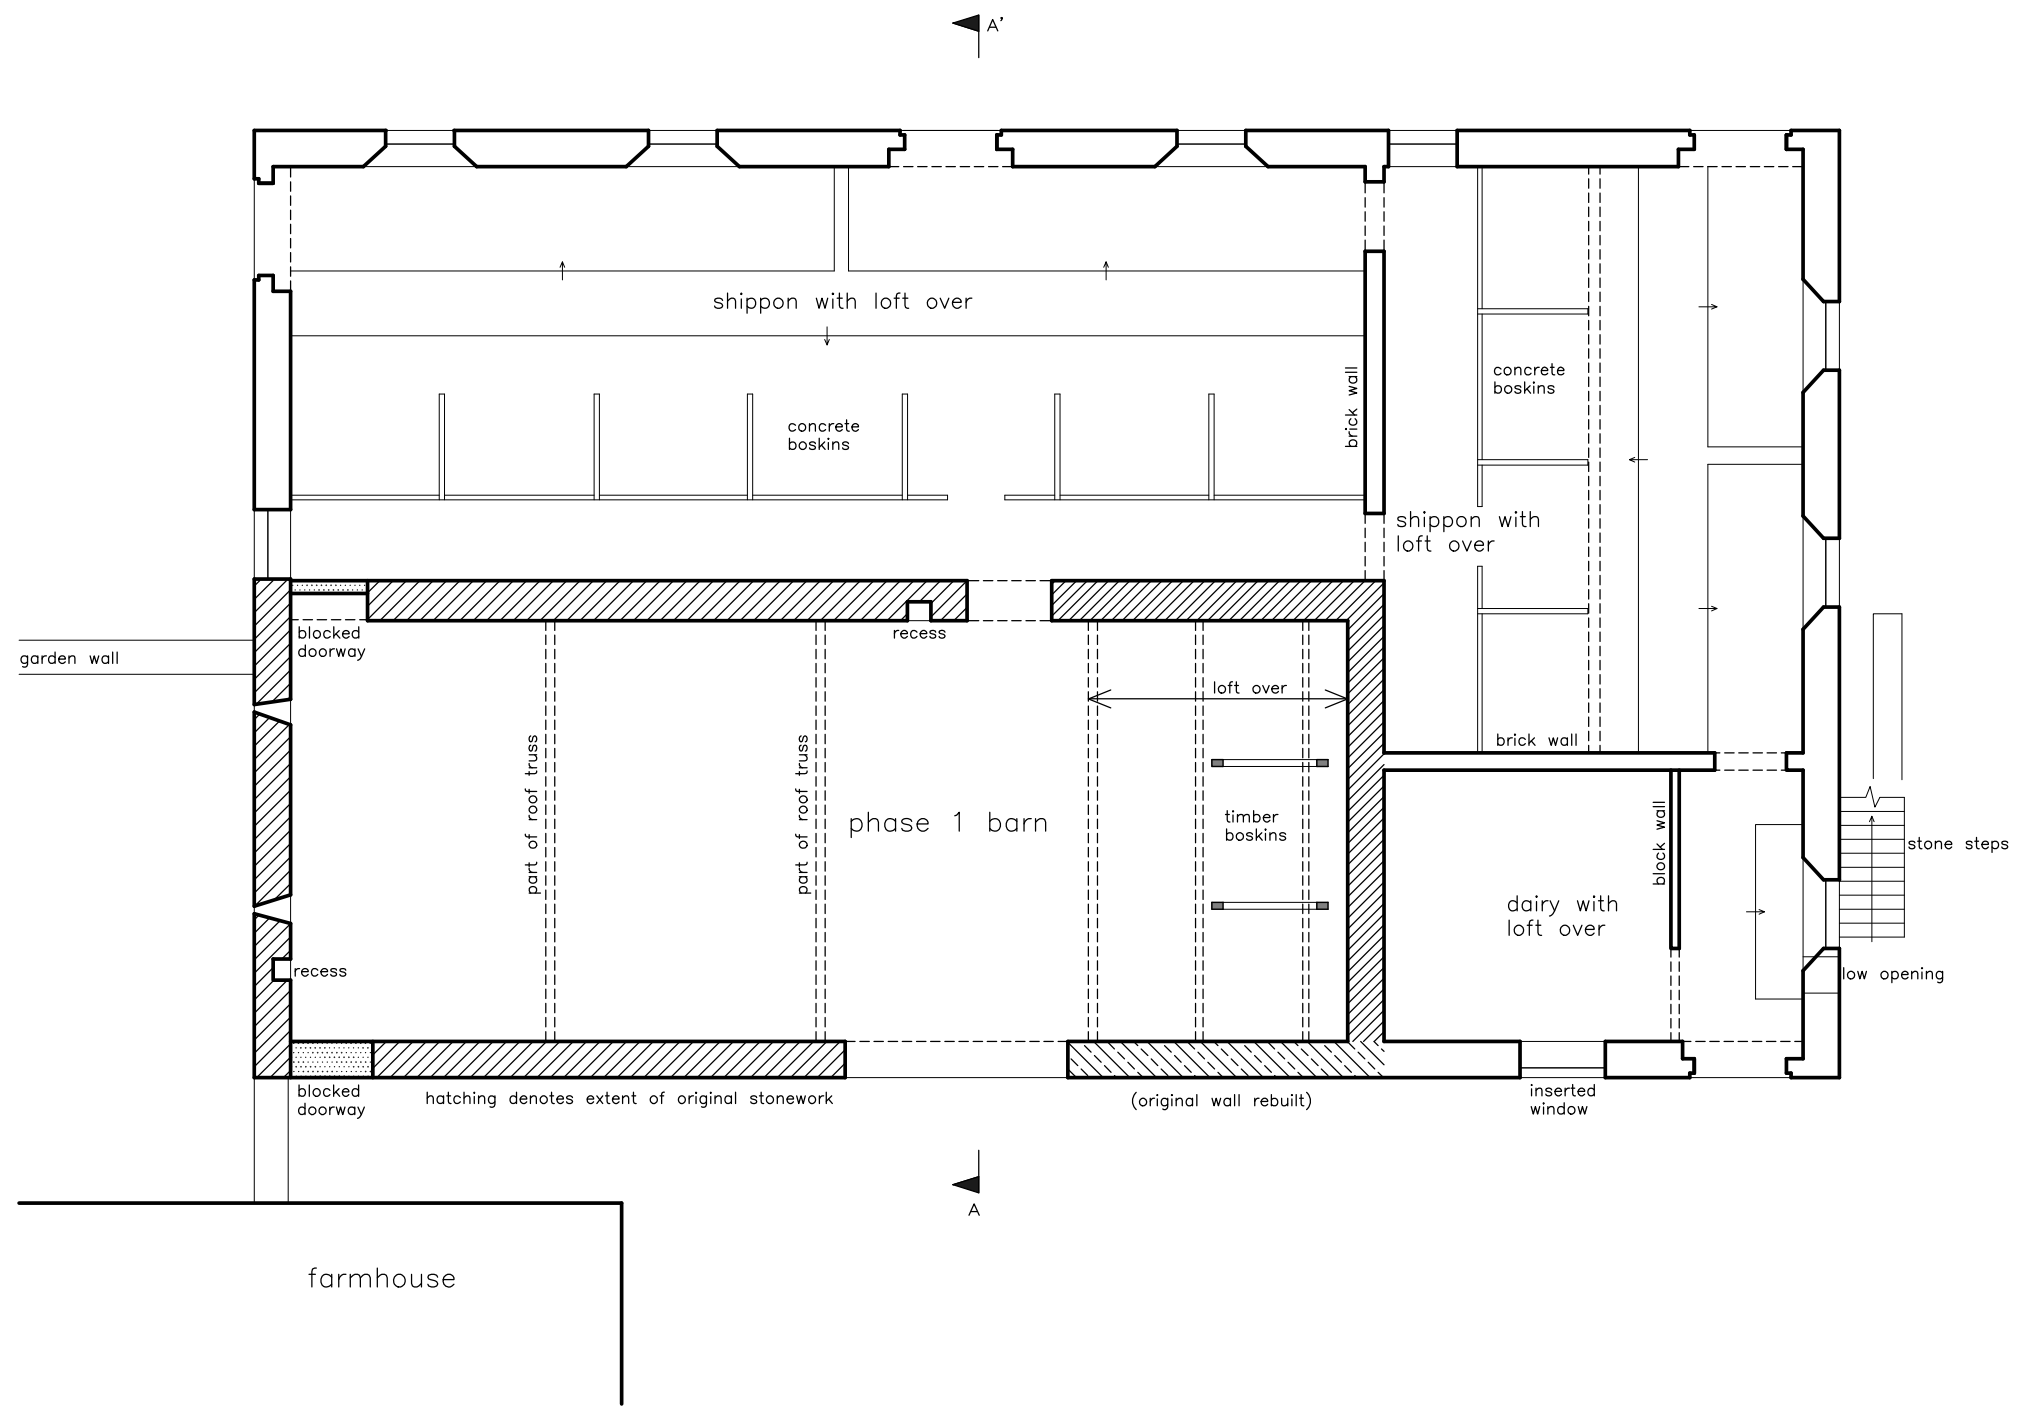 A'
shippon with loft over
concrete
boskins
brick wall
concrete
boskins
shippon with
loft over
blocked
doorway
recess
garden wall
loft over
part of roof truss
part of roof truss
phase 1 barn
timber
boskins
brick wall
block wall
stone steps
dairy with
loft over
recess
low opening
blocked
doorway
hatching denotes extent of original stonework
(original wall rebuilt)
inserted
window
A
farmhouse